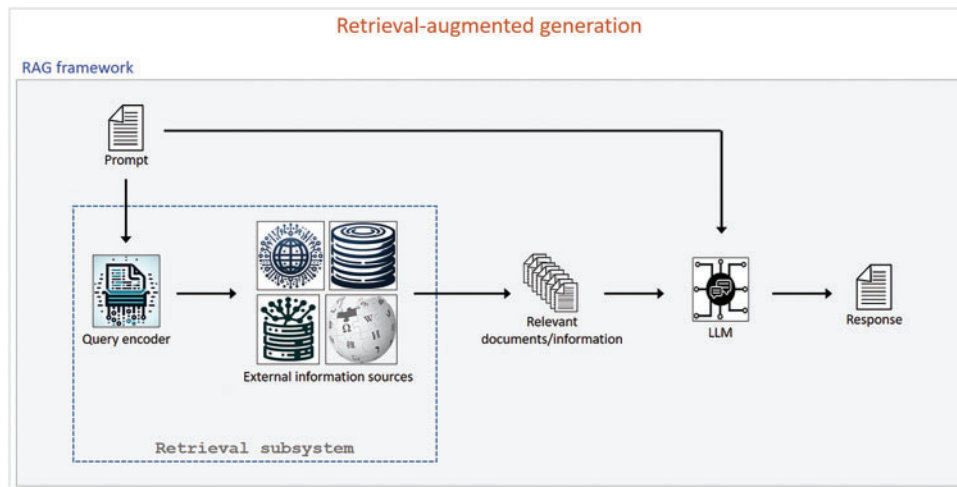 Retrieval-augmented generation
RAG framework
Prompt
Query encoder
External information sources
Relevant
documents/information
LLM
Response
Retrieval subsystem